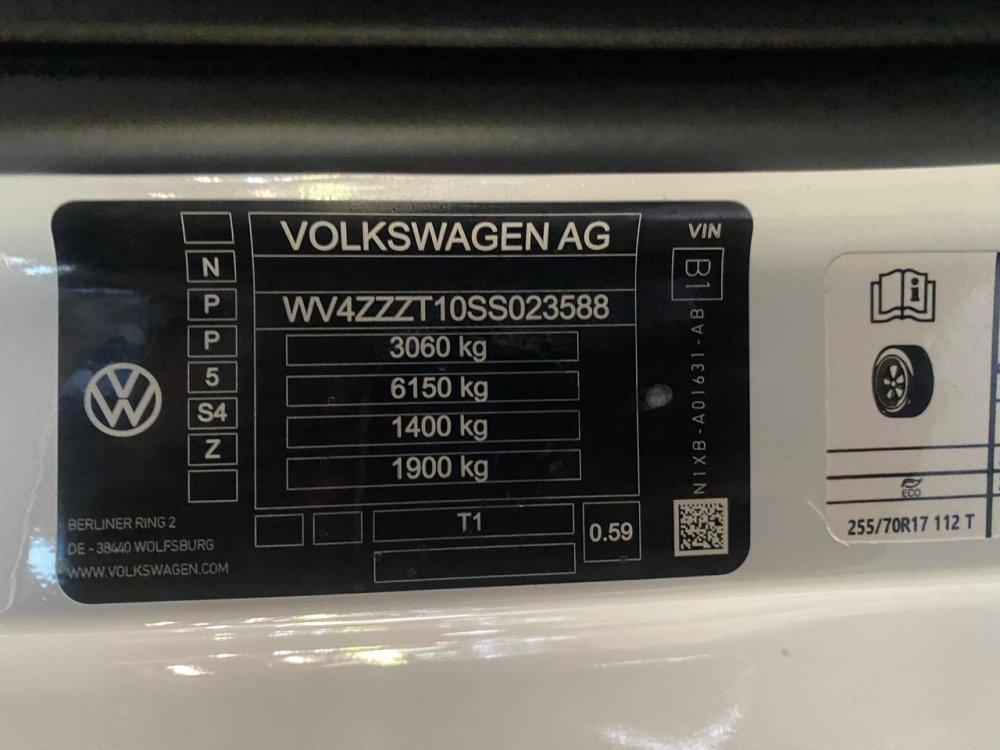 VOLKSWAGEN AG
VIN
B1
N
P
P
5
S4
Z
WV4ZZZT10SS023588
3060 kg
6150 kg
1400 kg
1900 kg
N1XB-A01631-AB
T1
0.59
BERLINER RING 2
DE - 38440 WOLFSBURG
WWW.VOLKSWAGEN.COM
ECO
255/70R17 112 T